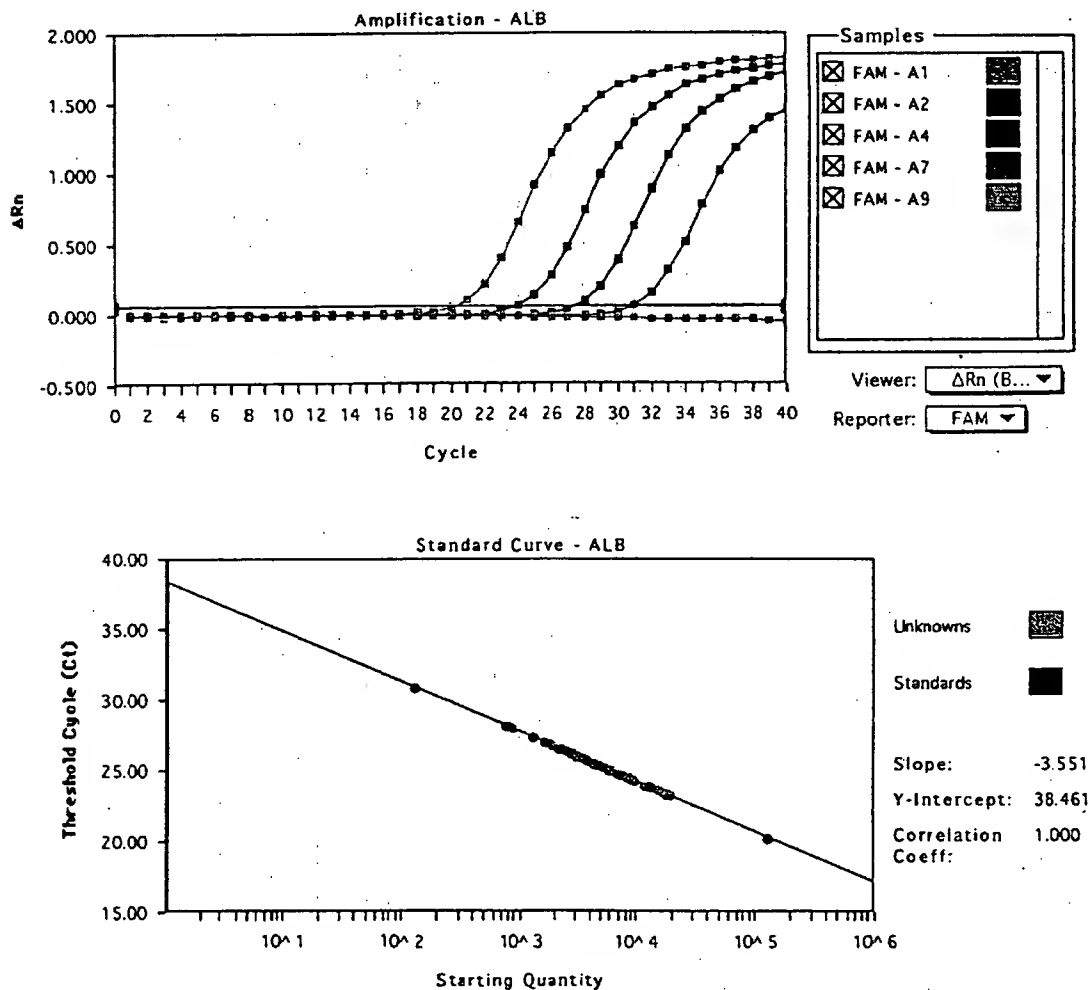 Amplification - ALB
2.000
1.500
1.000
0.500
0.000
-0.500
ΔRn
0 2 4 6 8 10 12 14 16 18 20 22 24 26 28 30 32 34 36 38 40
Cycle
Samples
FAM - A1
FAM - A2
FAM - A4
FAM - A7
FAM - A9
Viewer: ΔRn (B...
Reporter: FAM
Standard Curve - ALB
40.00
35.00
30.00
25.00
20.00
15.00
Threshold Cycle (Ct)
10^1 10^2 10^3 10^4 10^5 10^6
Starting Quantity
Unknowns
Standards
Slope: -3.551
Y-Intercept: 38.461
Correlation 1.000
Coeff: